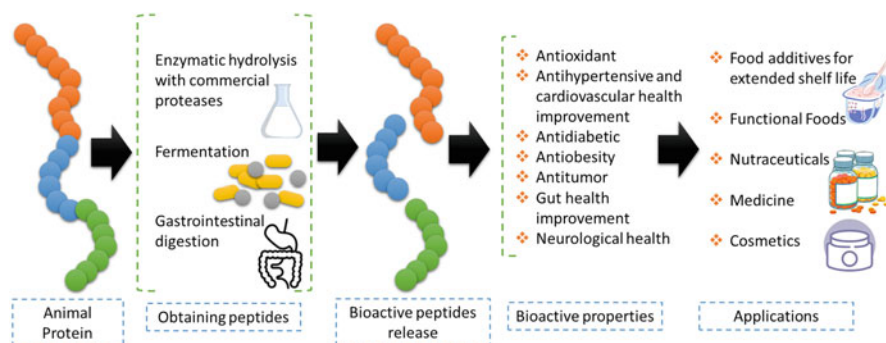 Enzymatic hydrolysis
with commercial
proteases
Fermentation
Gastrointestinal
digestion
❖ Antioxidant
❖ Antihypertensive and
cardiovascular health
improvement
❖ Antidiabetic
❖ Antiobesity
❖ Antitumor
❖ Gut health
improvement
❖ Neurological health
❖ Food additives for
extended shelf life
❖ Functional Foods
❖ Nutraceuticals
❖ Medicine
❖ Cosmetics
Animal
Protein
Obtaining peptides
Bioactive peptides
release
Bioactive properties
Applications